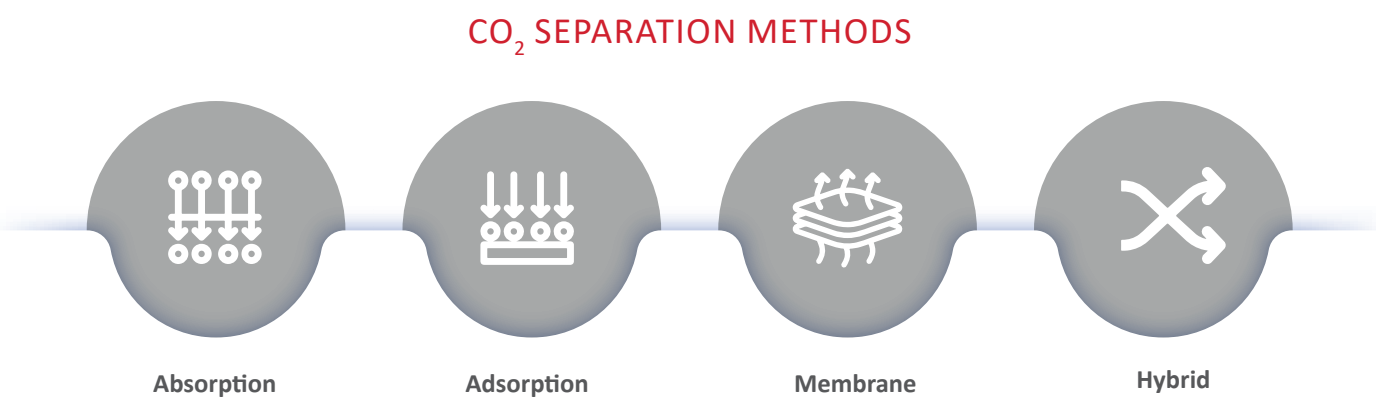 CO₂ SEPARATION METHODS
Absorption
Adsorption
Membrane
Hybrid